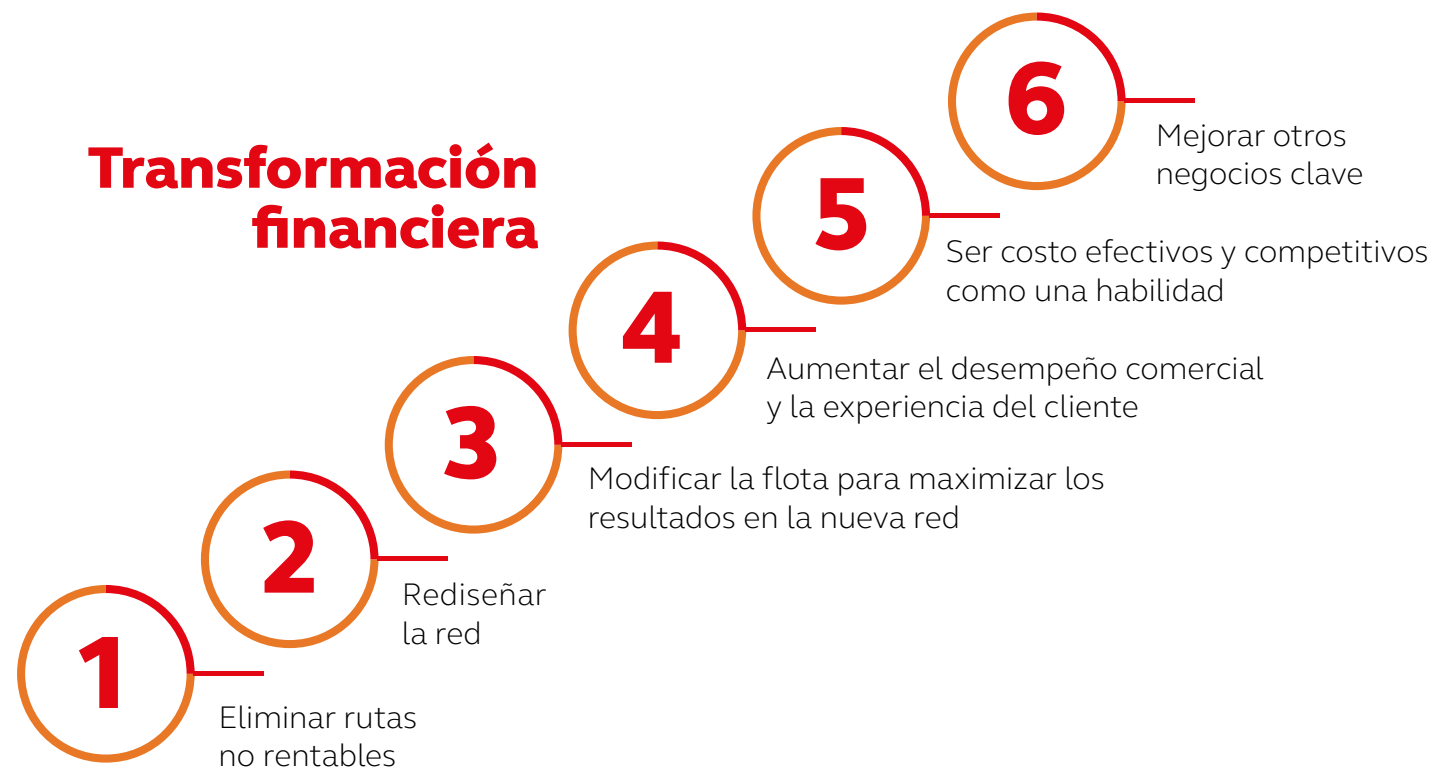 Transformación
financiera
1
Eliminar rutas
no rentables
2
Rediseñar
la red
3
Modificar la flota para maximizar los
resultados en la nueva red
4
Aumentar el desempeño comercial
y la experiencia del cliente
5
Ser costo efectivos y competitivos
como una habilidad
6
Mejorar otros
negocios clave